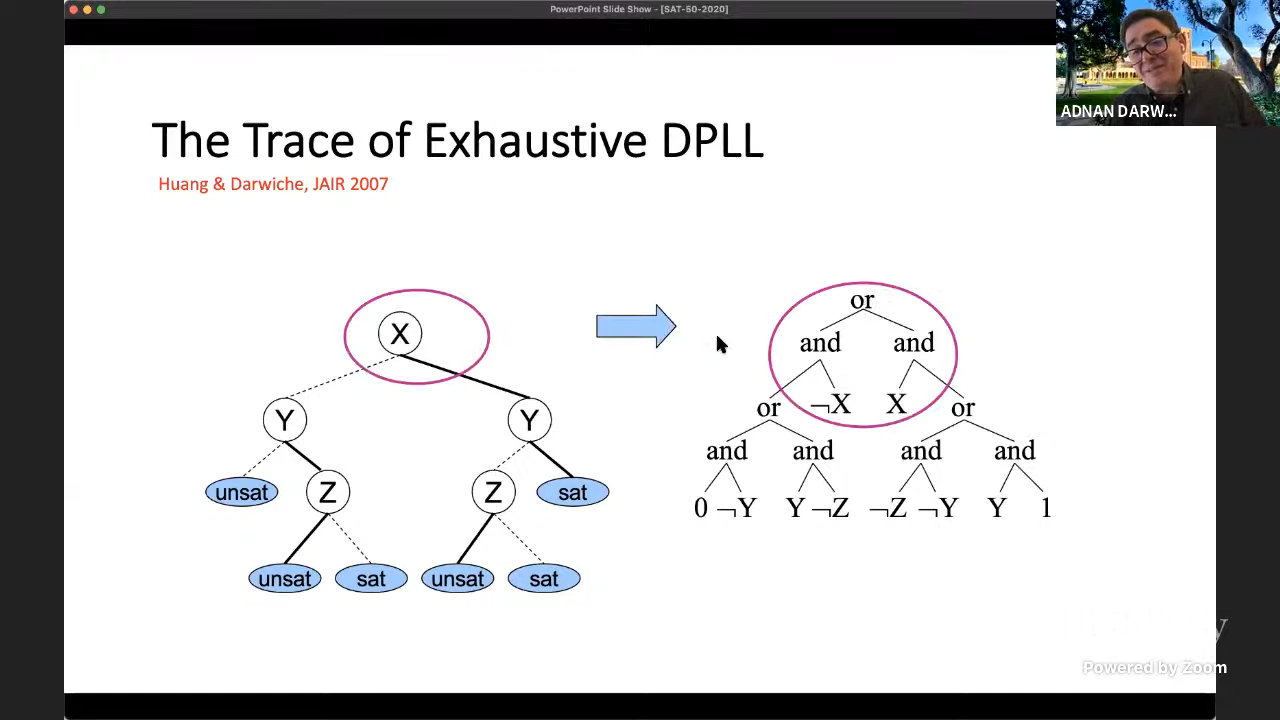 PowerPoint Slide Show - [SAT-50-2020]
ADNAN DARW...
The Trace of Exhaustive DPLL
Huang & Darwiche, JAIR 2007
X
Y
Y
unsat
Z
Z
sat
unsat
sat
unsat
sat
or
and
and
or
¬X
X
or
and
and
and
and
0
¬Y
Y
¬Z
¬Z
¬Y
Y
1
Powered by Zoom